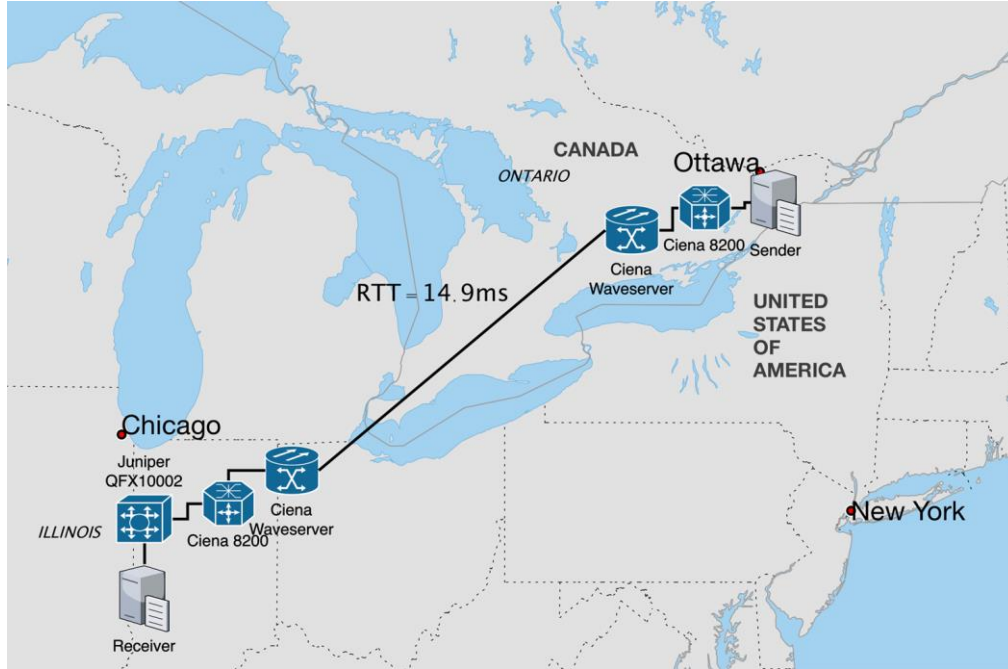 CANADA
Ottawa
ONTARIO
Ciena 8200
Sender
Ciena
Waveserver
RTT = 14.9ms
UNITED
STATES
OF
AMERICA
Chicago
Juniper
QFX10002
Ciena
Waveserver
ILLINOIS
Ciena 8200
New York
Receiver